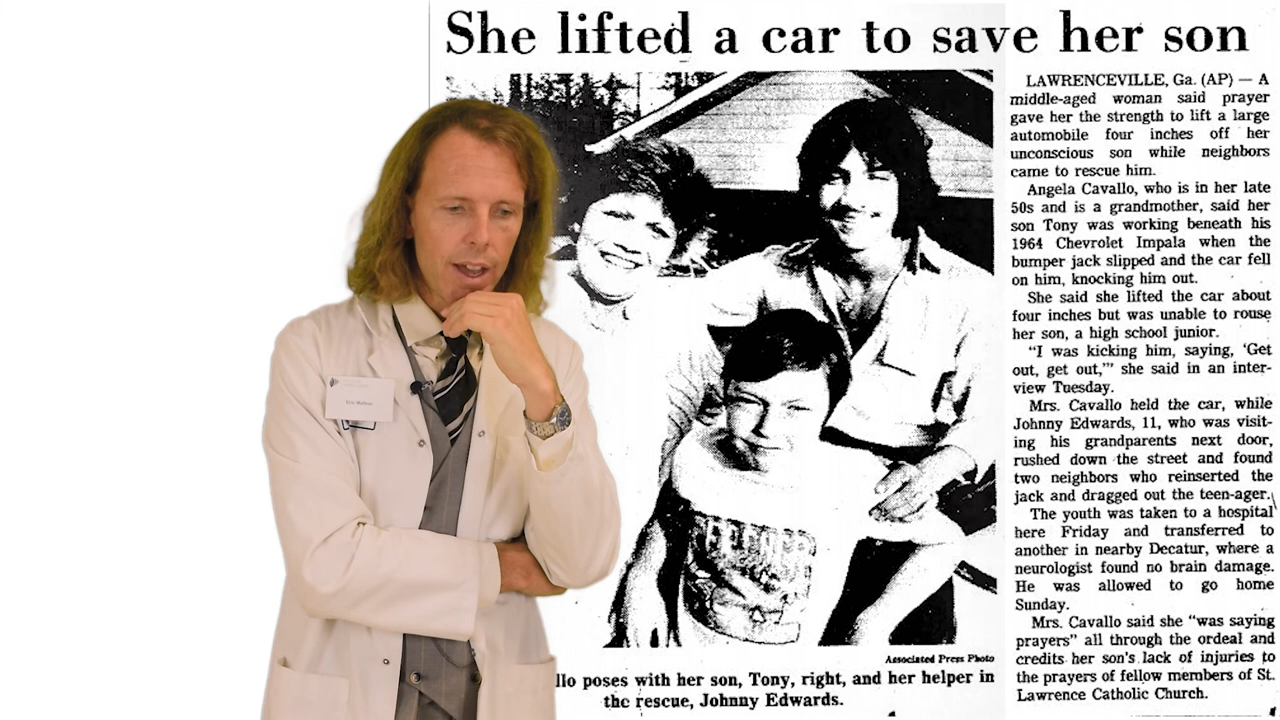 She lifted a car to save her son
LAWRENCEVILLE, Ga. (AP) — A
middle-aged woman said prayer
gave her the strength to lift a large
automobile four inches off her
unconscious son while neighbors
came to rescue him.
Angela Cavallo, who is in her late
50s and is a grandmother, said her
son Tony was working beneath his
1964 Chevrolet Impala when the
bumper jack slipped and the car fell
on him, knocking him out.
She said she lifted the car about
four inches but was unable to rouse
her son, a high school junior.
“I was kicking him, saying, ‘Get
out, get out,’” she said in an inter-
view Tuesday.
Mrs. Cavallo held the car, while
Johnny Edwards, 11, who was visit-
ing his grandparents next door,
rushed down the street and found
two neighbors who reinserted the
jack and dragged out the teen-ager.
The youth was taken to a hospital
here Friday and transferred to
another in nearby Decatur, where a
neurologist found no brain damage.
He was allowed to go home
Sunday.
Mrs. Cavallo said she “was saying
prayers” all through the ordeal and
credits her son's lack of injuries to
the prayers of fellow members of St.
Lawrence Catholic Church.
Associated Press Photo
llo poses with her son, Tony, right, and her helper in
the rescue, Johnny Edwards.